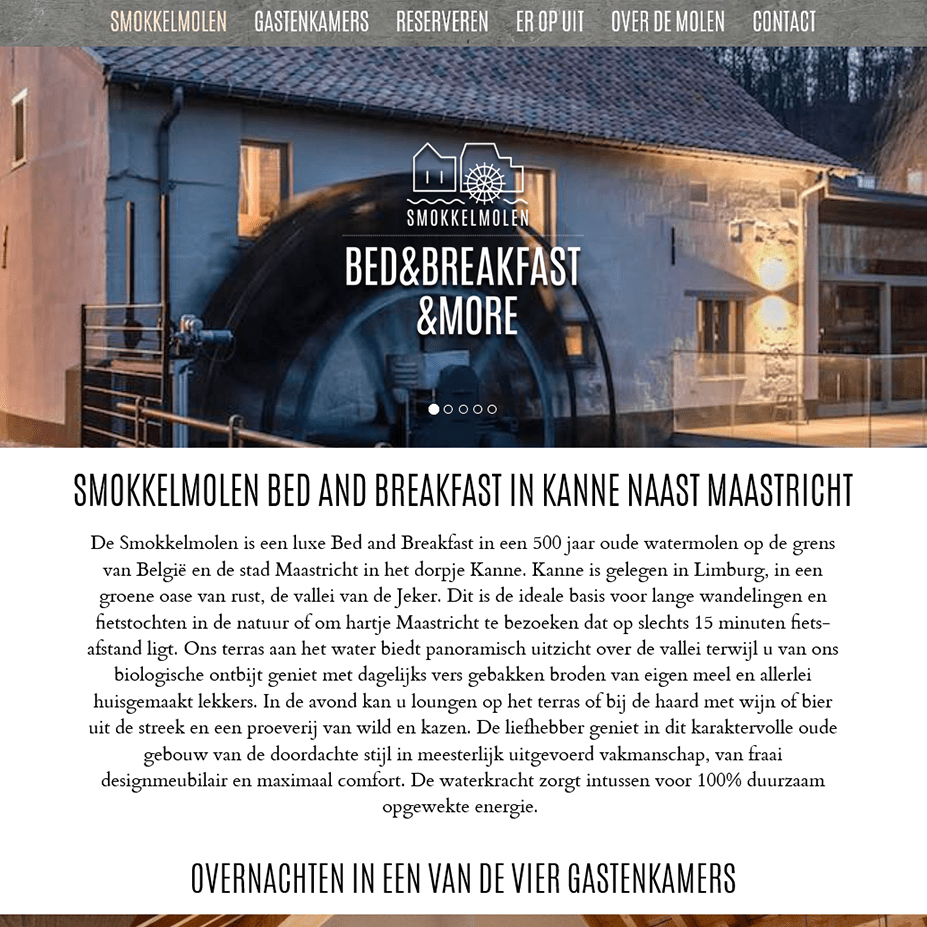 SMOKKELMOLEN GASTENKAMERS RESERVEREN ER OP UIT OVER DE MOLEN CONTACT
SMOKKELMOLEN
BED&BREAKFAST
&MORE
SMOKKELMOLEN BED AND BREAKFAST IN KANNE NAAST MAASTRICHT
De Smokkelmolen is een luxe Bed and Breakfast in een 500 jaar oude watermolen op de grens
van België en de stad Maastricht in het dorpje Kanne. Kanne is gelegen in Limburg, in een
groene oase van rust, de vallei van de Jeker. Dit is de ideale basis voor lange wandelingen en
fietstochten in de natuur of om hartje Maastricht te bezoeken dat op slechts 15 minuten fiets-
afstand ligt. Ons terras aan het water biedt panoramisch uitzicht over de vallei terwijl u van ons
biologische ontbijt geniet met dagelijks vers gebakken broden van eigen meel en allerlei
huisgemaakt lekkers. In de avond kan u loungen op het terras of bij de haard met wijn of bier
uit de streek en een proeverij van wild en kazen. De liefhebber geniet in dit karaktervolle oude
gebouw van de doordachte stijl in meesterlijk uitgevoerd vakmanschap, van fraai
designmeubilair en maximaal comfort. De waterkracht zorgt intussen voor 100% duurzaam
opgewekte energie.
OVERNACHTEN IN EEN VAN DE VIER GASTENKAMERS